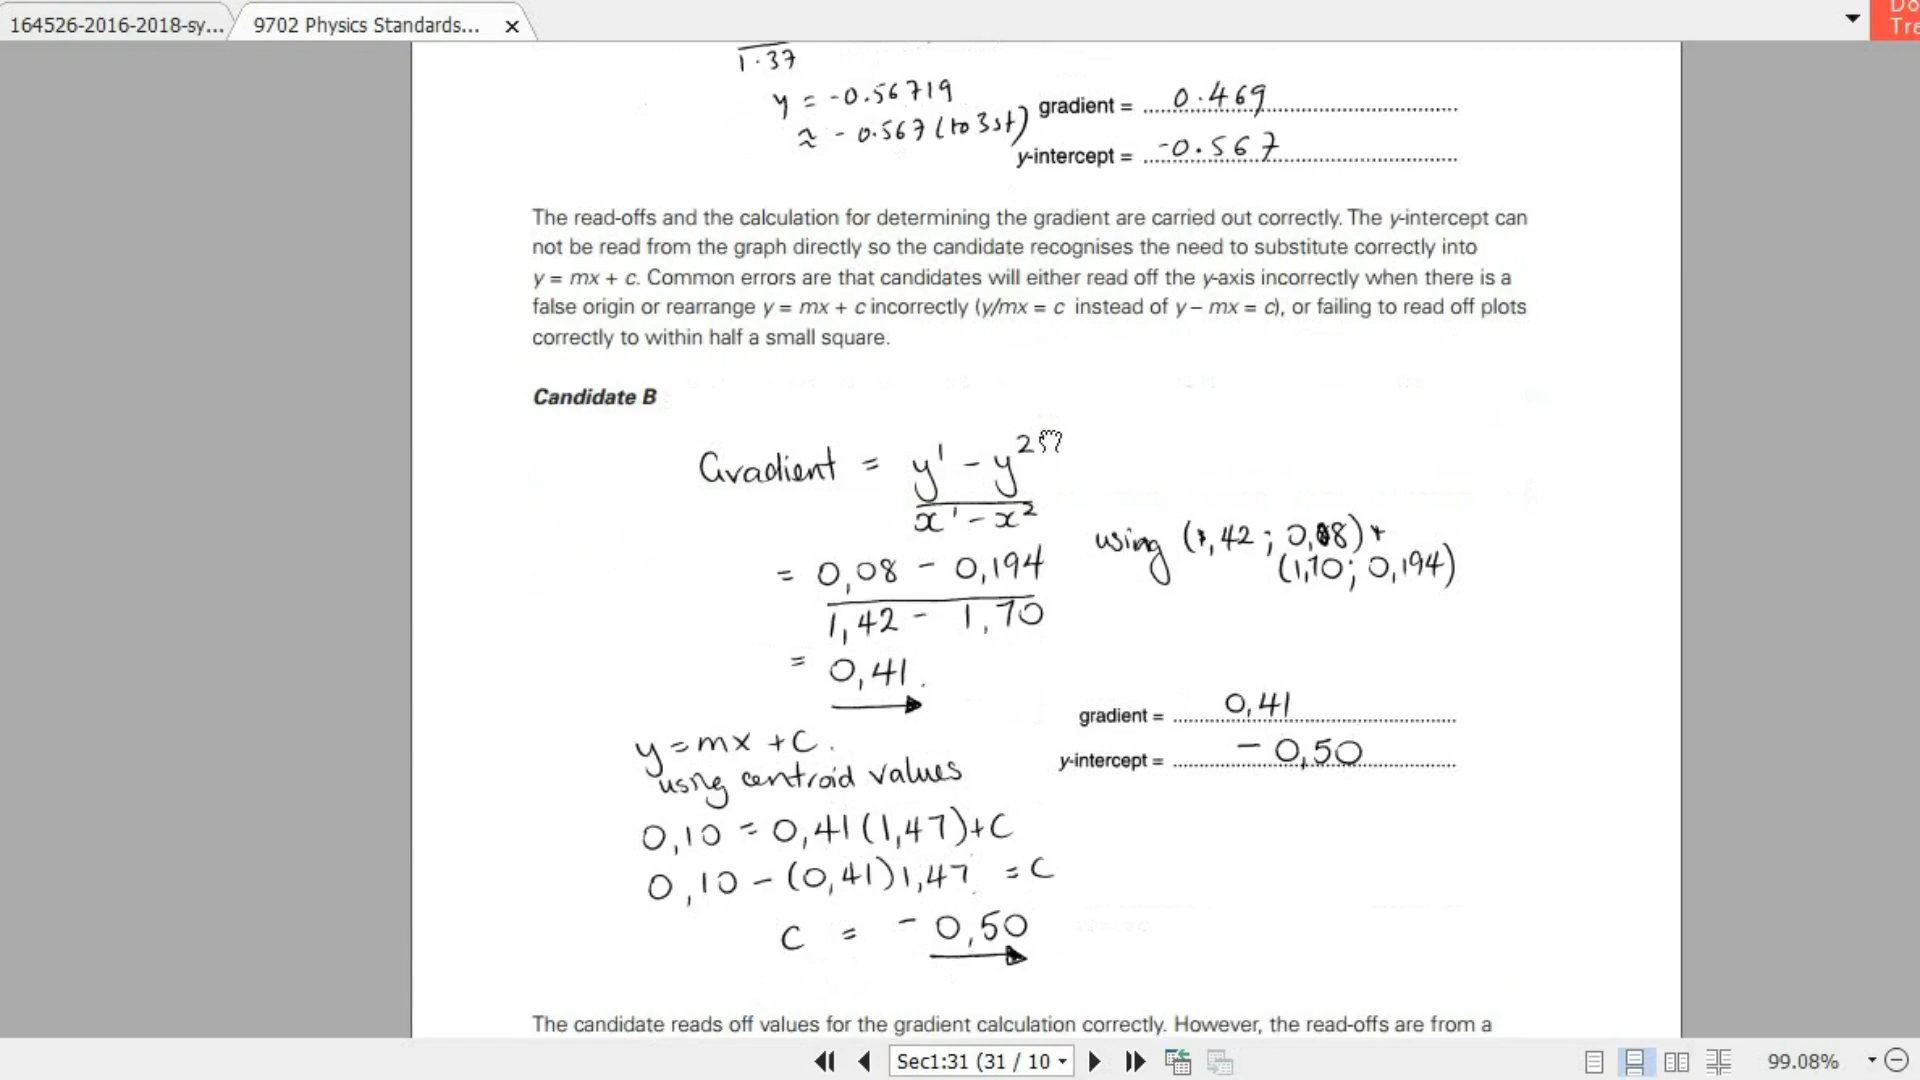 164526-2016-2018-sy...
9702 Physics Standards...
Do
Tre
1.37
y = -0.56719
≈ -0.567 (to 3sf)
gradient = 0.469
y-intercept = -0.567
The read-offs and the calculation for determining the gradient are carried out correctly. The y-intercept can
not be read from the graph directly so the candidate recognises the need to substitute correctly into
y = mx + c. Common errors are that candidates will either read off the y-axis incorrectly when there is a
false origin or rearrange y = mx + c incorrectly (y/mx = c instead of y – mx = c), or failing to read off plots
correctly to within half a small square.
Candidate B
Gradient = y¹ - y²
x¹ - x²
= 0,08 - 0,194
1,42 - 1,70
using (1,42 ; 0,08) +
(1,70; 0,194)
= 0,41.
gradient = 0,41
y-intercept = - 0,50
y = mx + c.
using centroid values
0,10 = 0,41(1,47)+C
0,10 - (0,41)1,47 = C
C = - 0,50
The candidate reads off values for the gradient calculation correctly. However, the read-offs are from a
Sec1:31 (31 / 10
99.08%